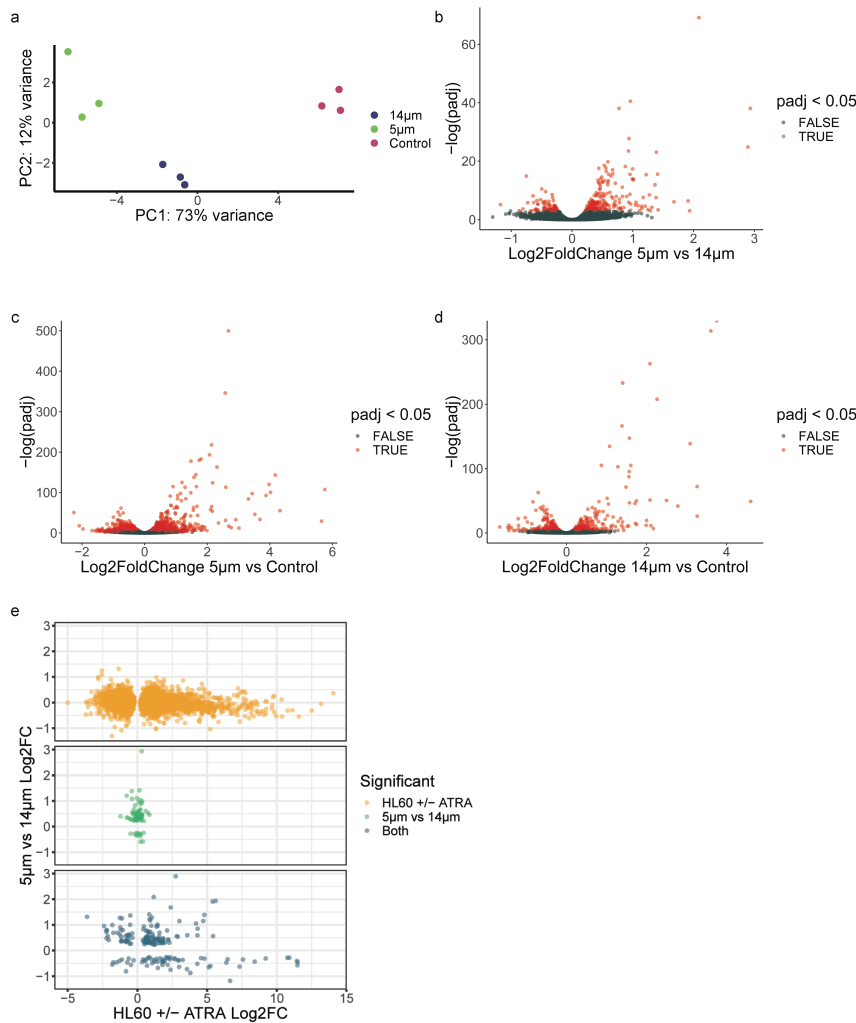 a
PC2: 12% variance
2
0
−2
−4
0
4
PC1: 73% variance
14µm
5µm
Control
b
−log(padj)
60
40
20
0
−1
0
1
2
3
Log2FoldChange 5µm vs 14µm
padj < 0.05
FALSE
TRUE
c
−log(padj)
500
400
300
200
100
0
−2
0
2
4
6
Log2FoldChange 5µm vs Control
padj < 0.05
FALSE
TRUE
d
−log(padj)
300
200
100
0
0
2
4
Log2FoldChange 14µm vs Control
padj < 0.05
FALSE
TRUE
e
5µm vs 14µm Log2FC
3
2
1
0
−1
3
2
1
0
−1
3
2
1
0
−1
−5
0
5
10
15
HL60 +/− ATRA Log2FC
Significant
HL60 +/− ATRA
5µm vs 14µm
Both